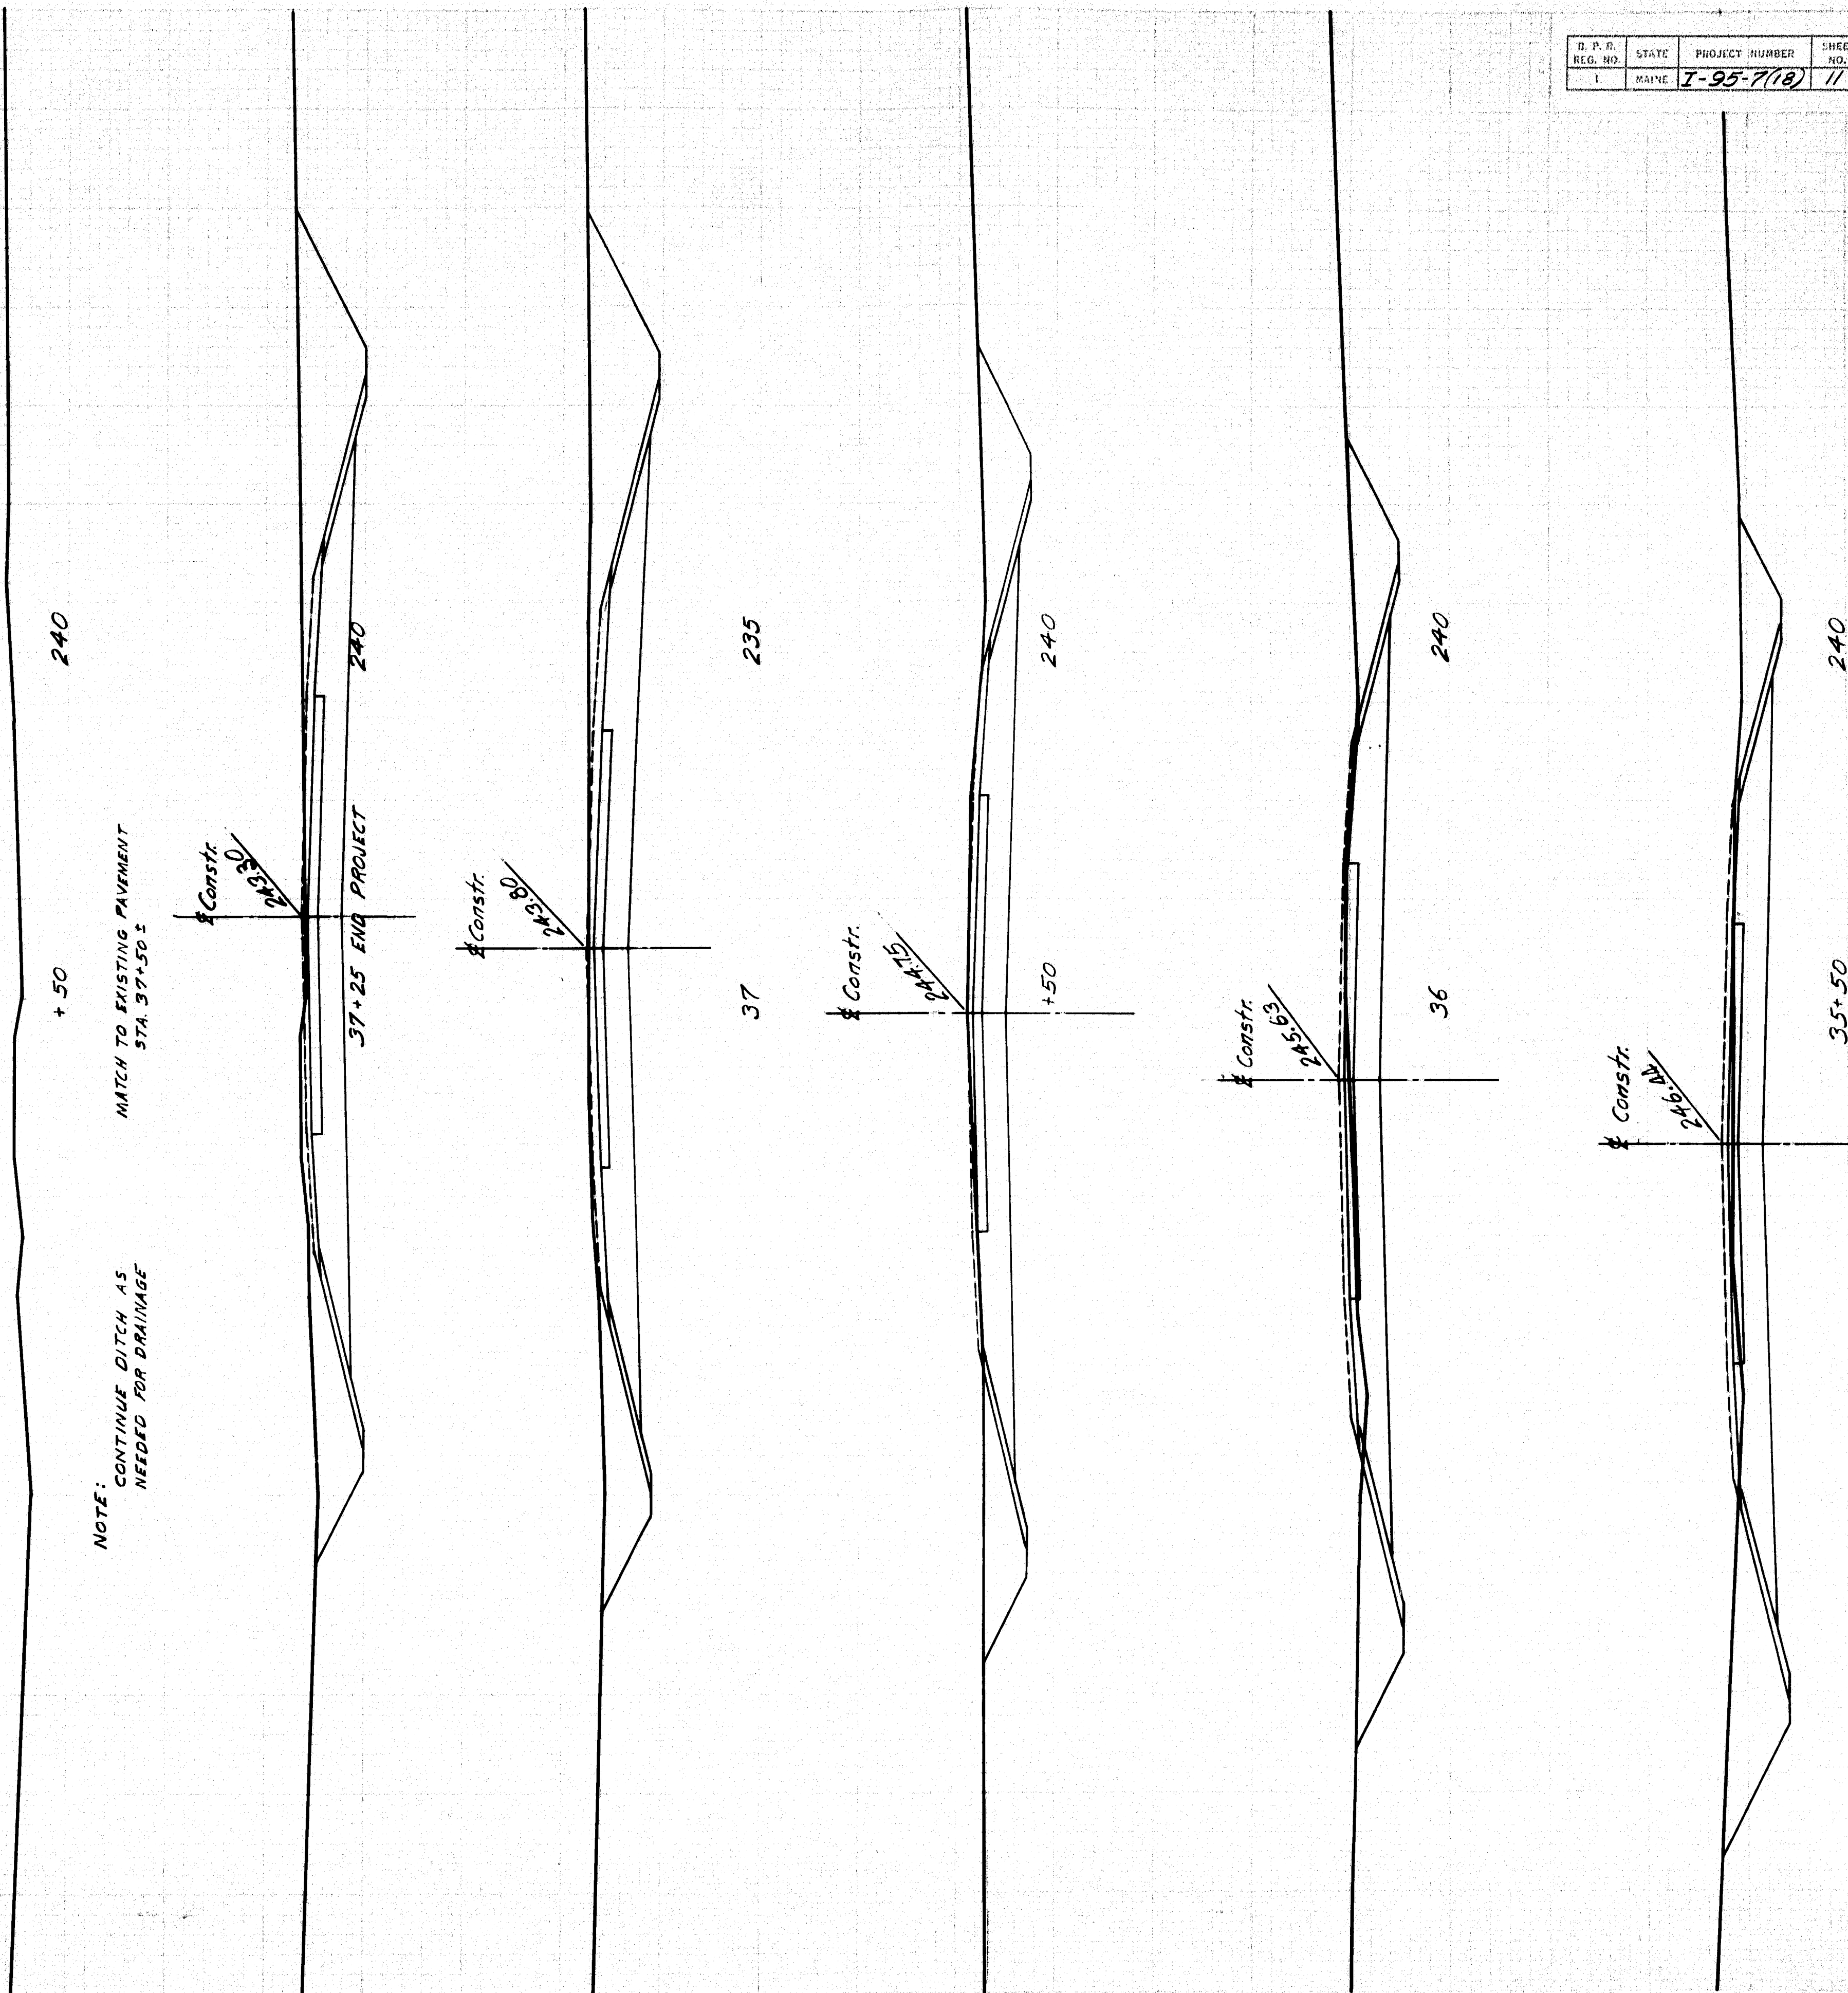 B. P. R. REG. NO.
STATE
PROJECT NUMBER
1
MAINE
I-95-7(18)
11
240
+50
MATCH TO EXISTING PAVEMENT
STA. 37+50±
NOTE:
CONTINUE DITCH AS
NEEDED FOR DRAINAGE
℄ Constr.
243.30
240
37+25 END PROJECT
℄ Constr.
243.80
235
37
℄ Constr.
244.75
240
+50
℄ Constr.
245.63
240
36
℄ Constr.
246.44
240
35+50